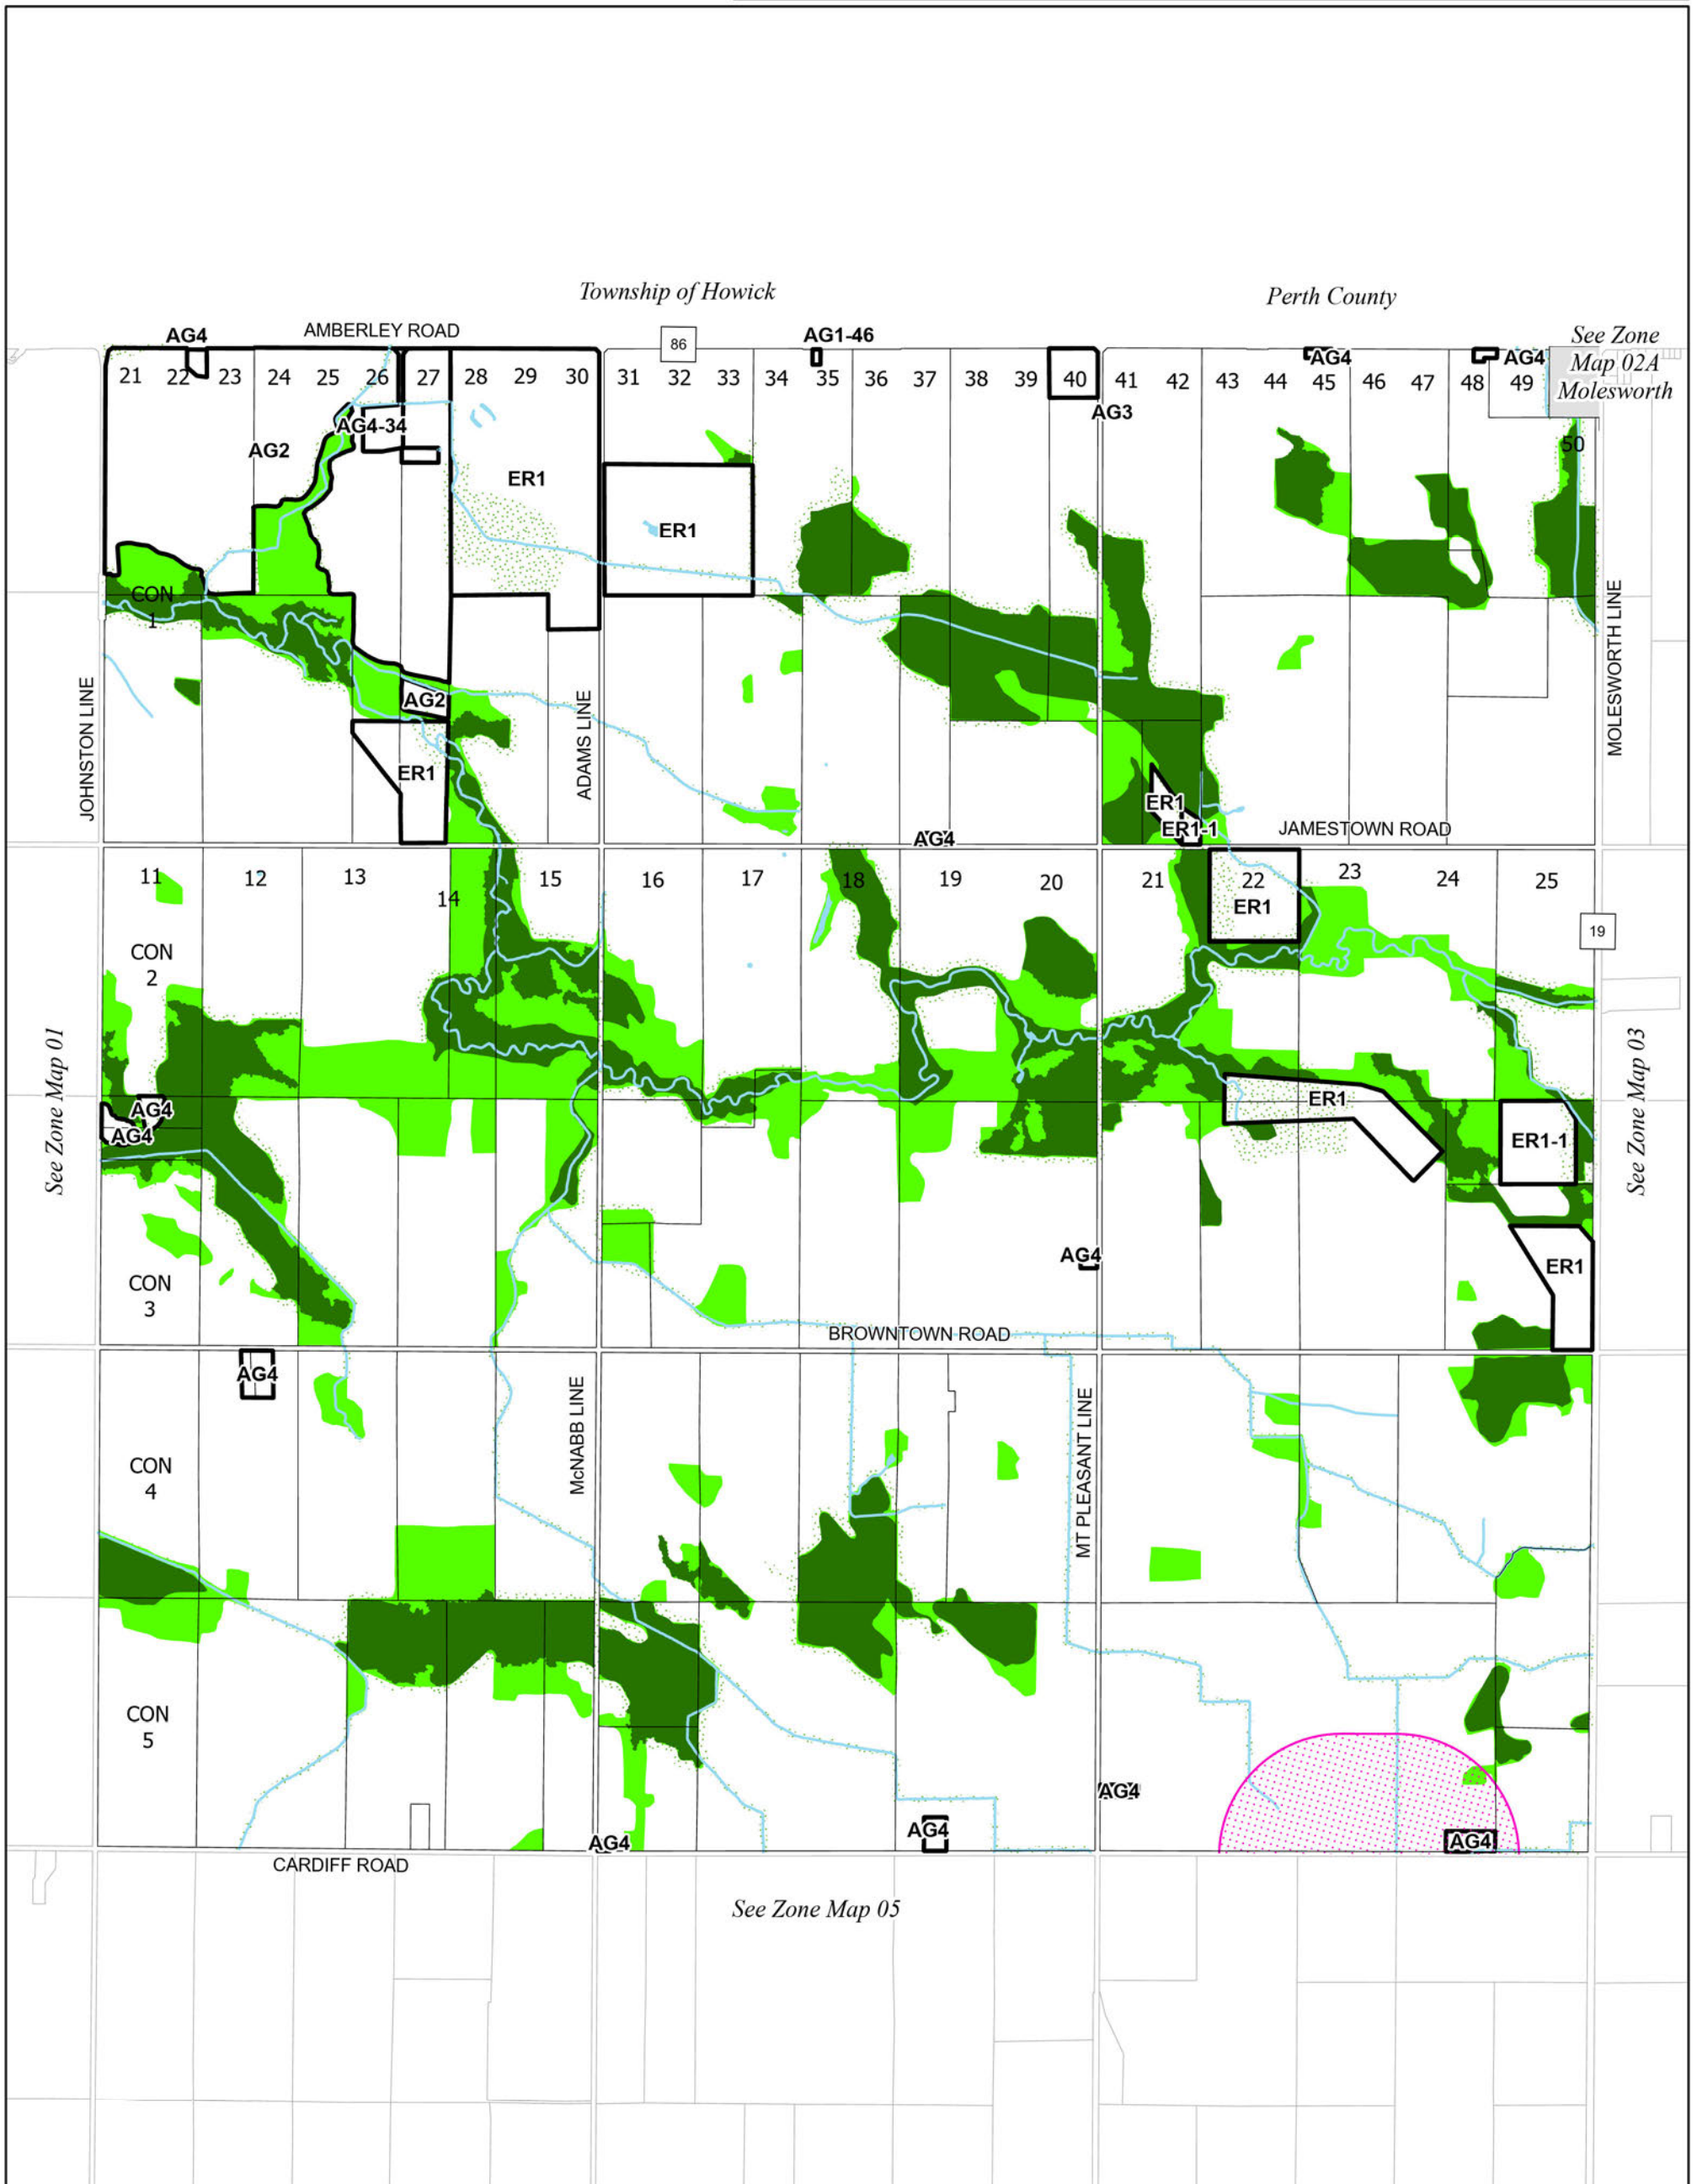 Township of Howick
Perth County
AG4
AMBERLEY ROAD
86
AG1-46
AG4
AG4
See Zone
Map 02A
Molesworth
21 22 23 24 25 26 27 28 29 30 31 32 33 34 35 36 37 38 39 40 41 42 43 44 45 46 47 48 49
AG3
AG4-34
AG2
50
ER1
ER1
CON
1
MOLESWORTH LINE
JOHNSTON LINE
AG2
ADAMS LINE
ER1
ER1
ER1-1
JAMESTOWN ROAD
AG4
11 12 13 14 15 16 17 18 19 20 21 22 23 24 25
ER1
19
CON
2
See Zone Map 01
See Zone Map 03
AG4
AG4
ER1
ER1-1
AG4
ER1
CON
3
BROWNTOWN ROAD
AG4
McNABB LINE
MT PLEASANT LINE
CON
4
CON
5
AG4
AG4
AG4
AG4
CARDIFF ROAD
See Zone Map 05